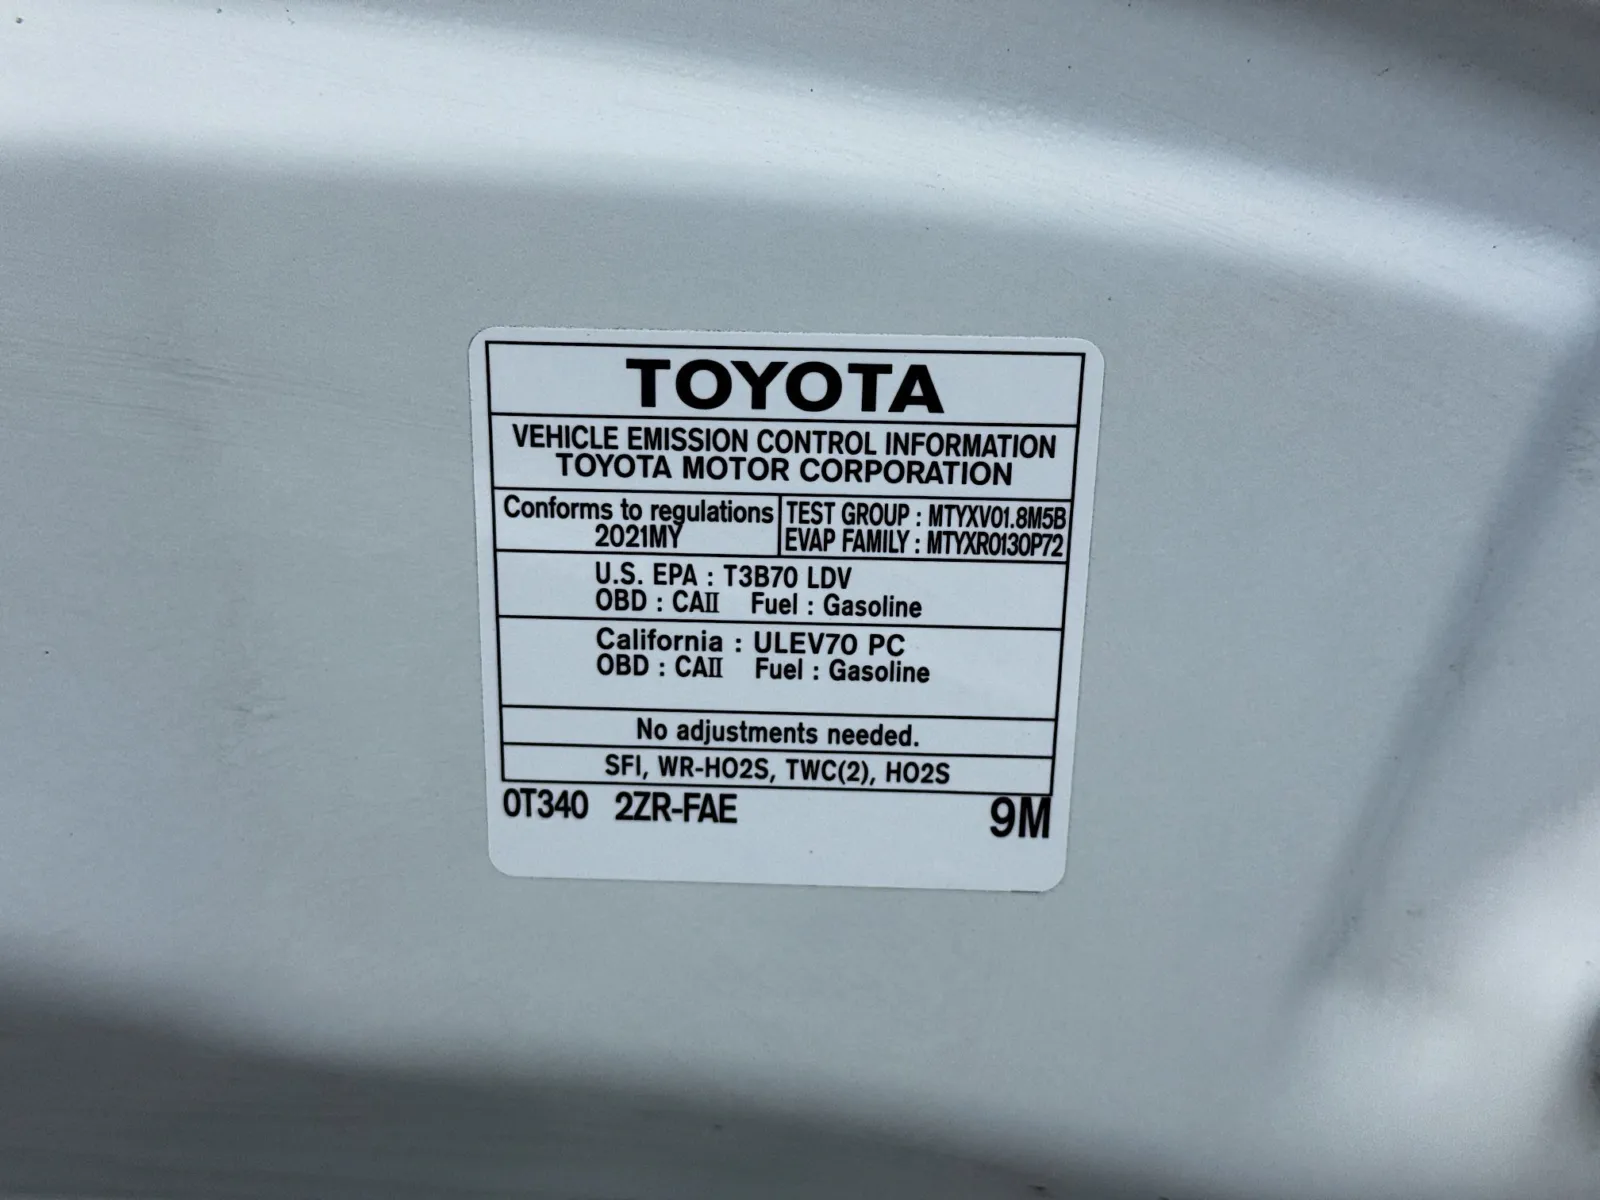 TOYOTA
VEHICLE EMISSION CONTROL INFORMATION
TOYOTA MOTOR CORPORATION
Conforms to regulations
2021MY
TEST GROUP : MTYXV01.8M5B
EVAP FAMILY : MTYXR0130P72
U.S. EPA : T3B70 LDV
OBD : CAII Fuel : Gasoline
California : ULEV70 PC
OBD : CAII Fuel : Gasoline
No adjustments needed.
SFI, WR-HO2S, TWC(2), HO2S
0T340 2ZR-FAE 9M